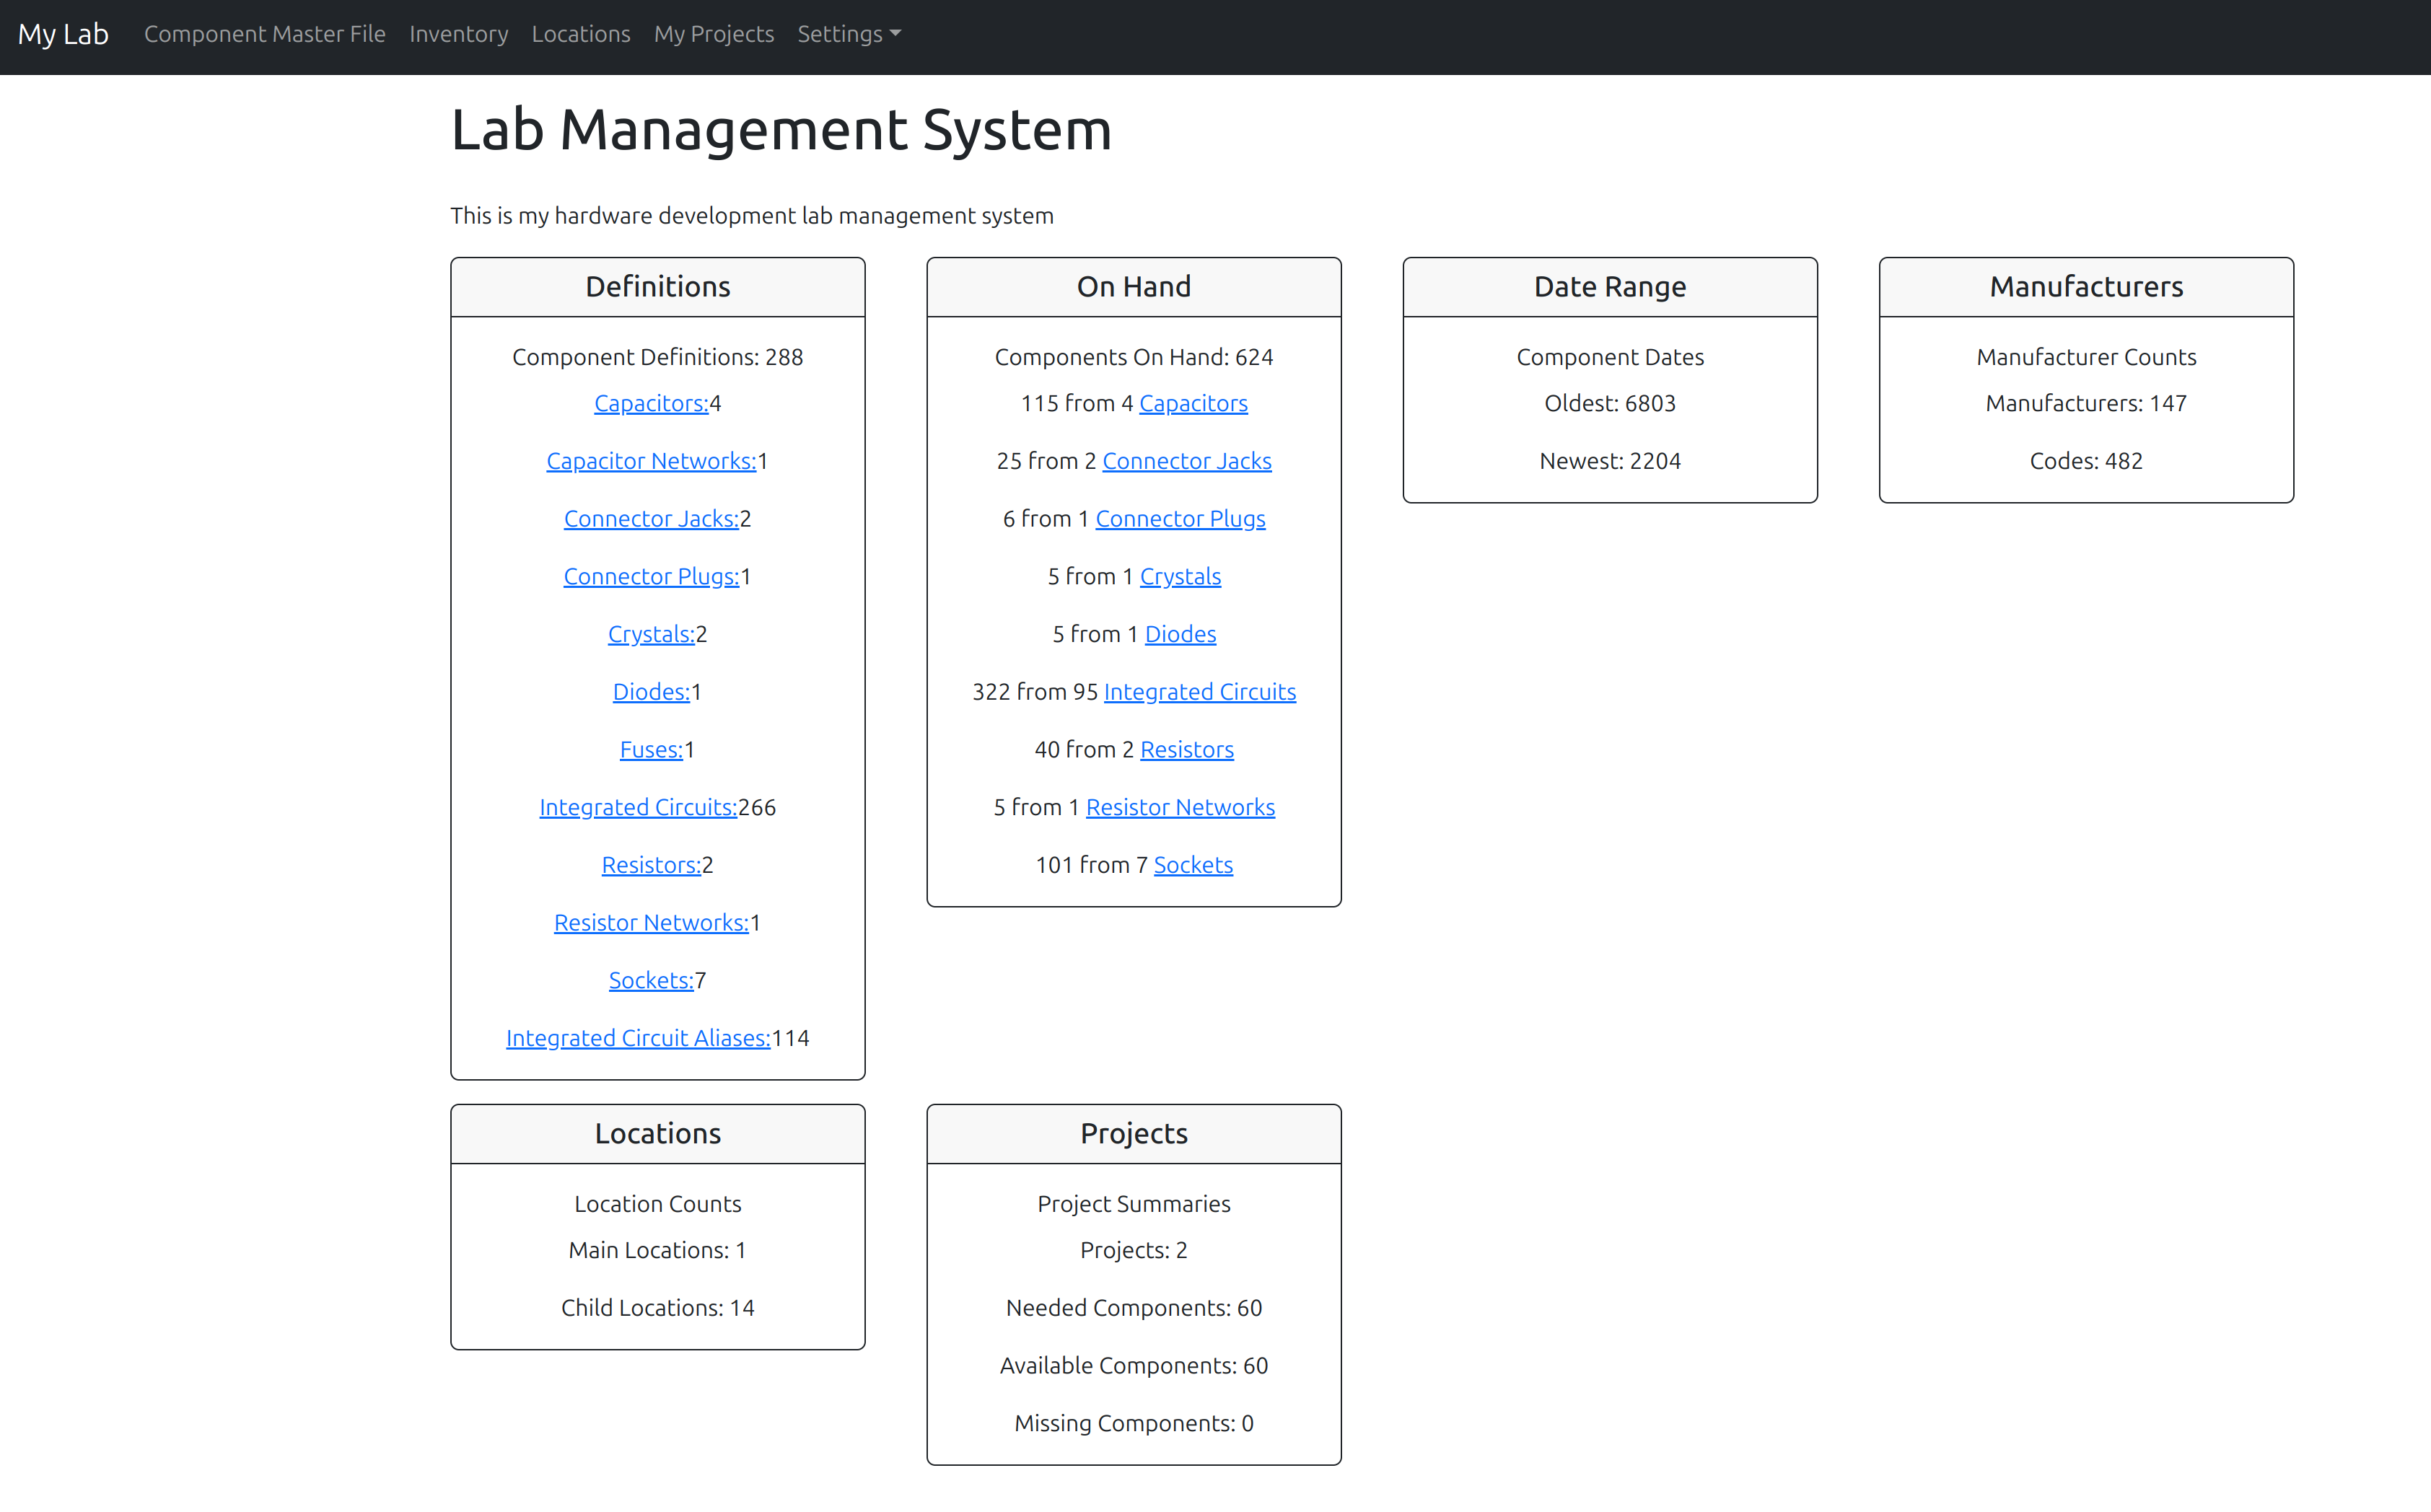 My Lab Component Master File Inventory Locations My Projects Settings
Lab Management System
This is my hardware development lab management system
Definitions
Component Definitions: 288
Capacitors:4
Capacitor Networks:1
Connector Jacks:2
Connector Plugs:1
Crystals:2
Diodes:1
Fuses:1
Integrated Circuits:266
Resistors:2
Resistor Networks:1
Sockets:7
Integrated Circuit Aliases:114
On Hand
Components On Hand: 624
115 from 4 Capacitors
25 from 2 Connector Jacks
6 from 1 Connector Plugs
5 from 1 Crystals
5 from 1 Diodes
322 from 95 Integrated Circuits
40 from 2 Resistors
5 from 1 Resistor Networks
101 from 7 Sockets
Date Range
Component Dates
Oldest: 6803
Newest: 2204
Manufacturers
Manufacturer Counts
Manufacturers: 147
Codes: 482
Locations
Location Counts
Main Locations: 1
Child Locations: 14
Projects
Project Summaries
Projects: 2
Needed Components: 60
Available Components: 60
Missing Components: 0